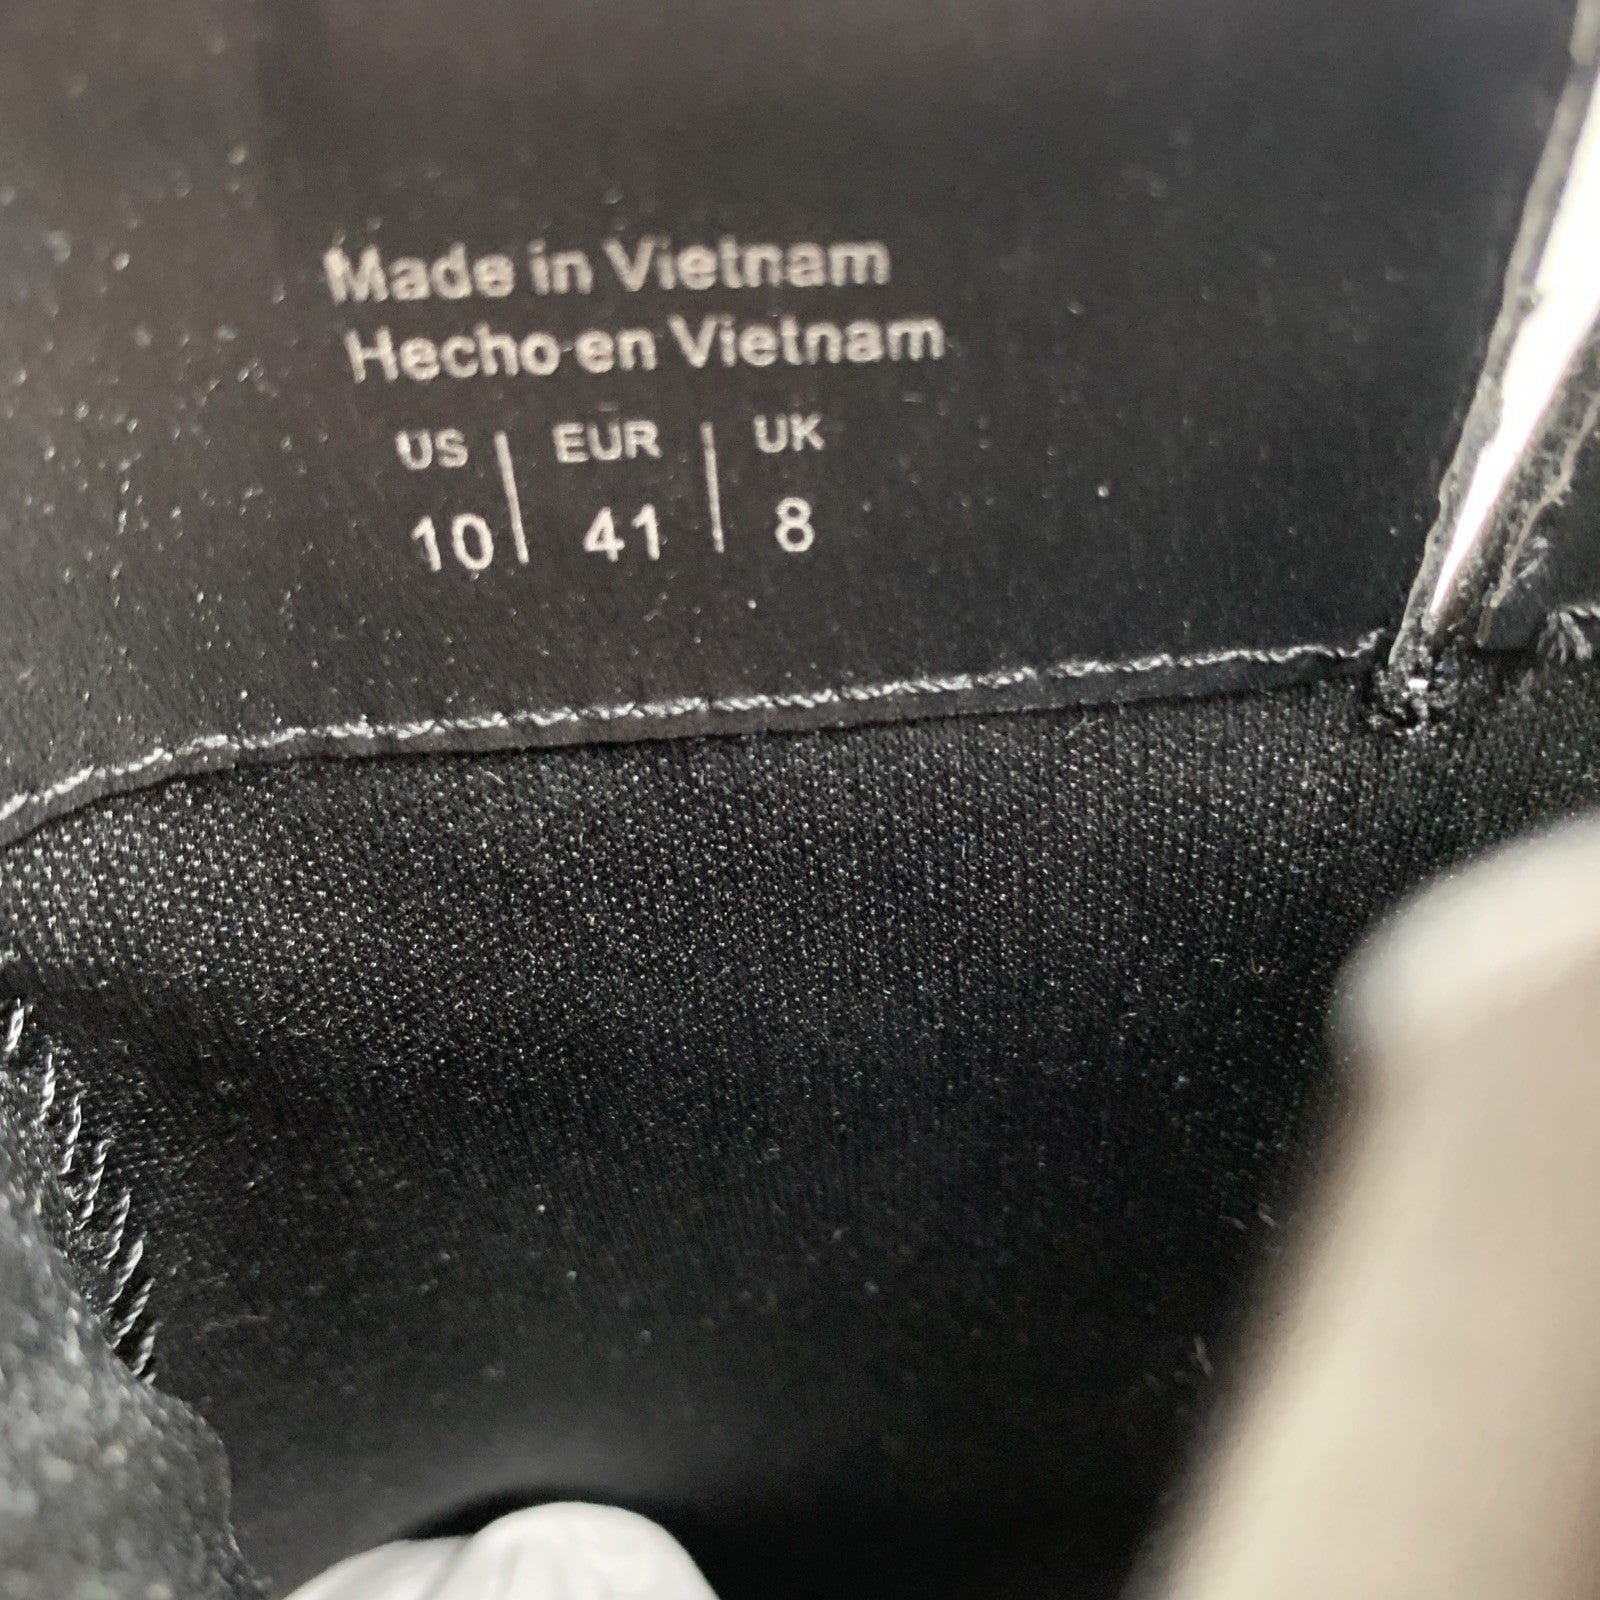 Made in Vietnam
Hecho en Vietnam
US | EUR | UK
10 | 41 | 8